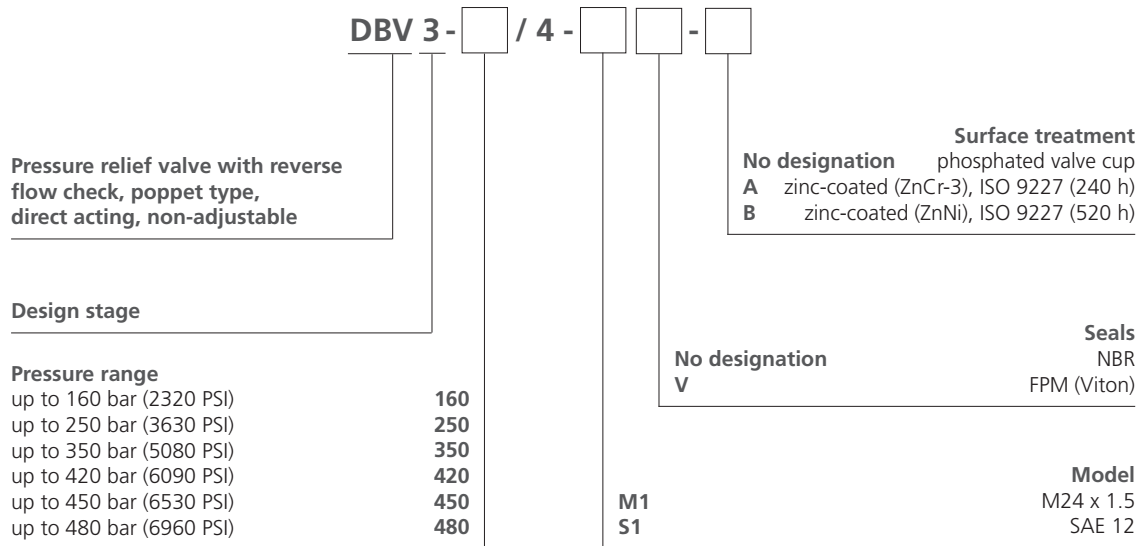 DBV 3 - / 4 - -
Surface treatment
No designation phosphated valve cup
A zinc-coated (ZnCr-3), ISO 9227 (240 h)
B zinc-coated (ZnNi), ISO 9227 (520 h)
Pressure relief valve with reverse
flow check, poppet type,
direct acting, non-adjustable
Design stage
Seals
No designation NBR
V FPM (Viton)
Pressure range
up to 160 bar (2320 PSI) 160
up to 250 bar (3630 PSI) 250
up to 350 bar (5080 PSI) 350
up to 420 bar (6090 PSI) 420
up to 450 bar (6530 PSI) 450
up to 480 bar (6960 PSI) 480
Model
M1 M24 x 1.5
S1 SAE 12